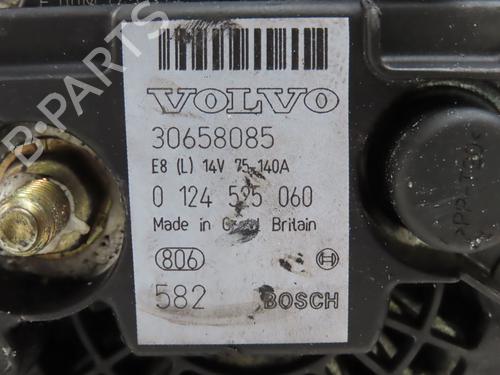 VOLVO
30658085
E8 (L) 14V 75-140A
0 124 525 060
Made in Great Britain
806
582 BOSCH
B-PARTS